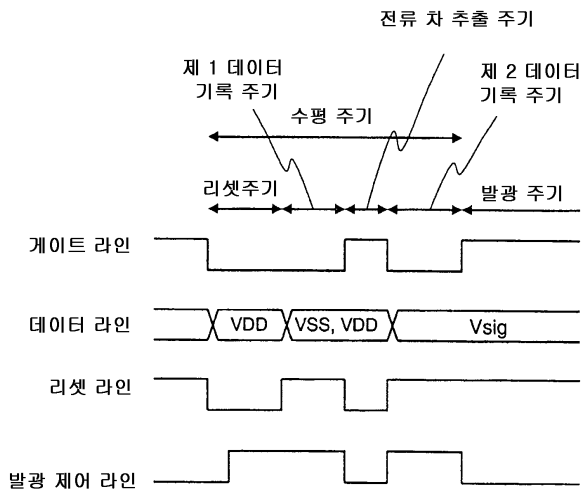 전류 차 추출 주기
제 1 데이터
기록 주기
제 2 데이터
기록 주기
수평 주기
리셋주기
발광 주기
게이트 라인
데이터 라인
VDD
VSS, VDD
Vsig
리셋 라인
발광 제어 라인